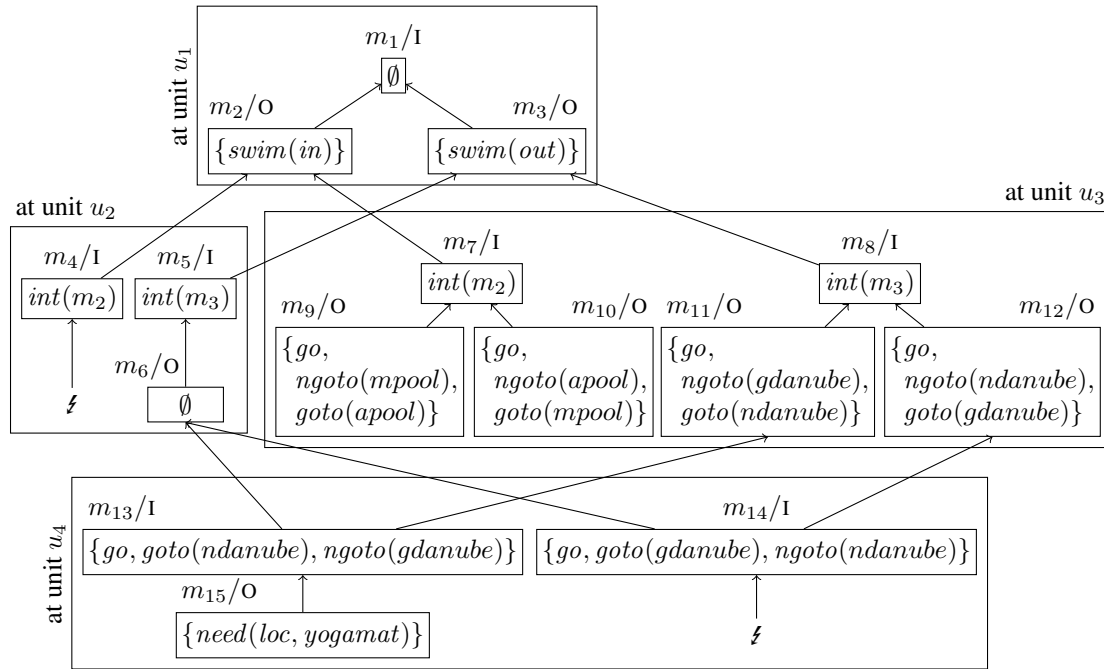 at unit u₁
m₁/I
∅
m₂/O
m₃/O
{swim(in)}
{swim(out)}
at unit u₂
at unit u₃
m₄/I
m₅/I
int(m₂)
int(m₃)
m₆/O
∅
m₇/I
m₈/I
int(m₂)
int(m₃)
m₉/O
m₁₀/O
m₁₁/O
m₁₂/O
{go,
ngoto(mpool),
goto(apool)}
{go,
ngoto(apool),
goto(mpool)}
{go,
ngoto(gdanube),
goto(ndanube)}
{go,
ngoto(ndanube),
goto(gdanube)}
at unit u₄
m₁₃/I
m₁₄/I
{go, goto(ndanube), ngoto(gdanube)}
{go, goto(gdanube), ngoto(ndanube)}
m₁₅/O
{need(loc, yogamat)}